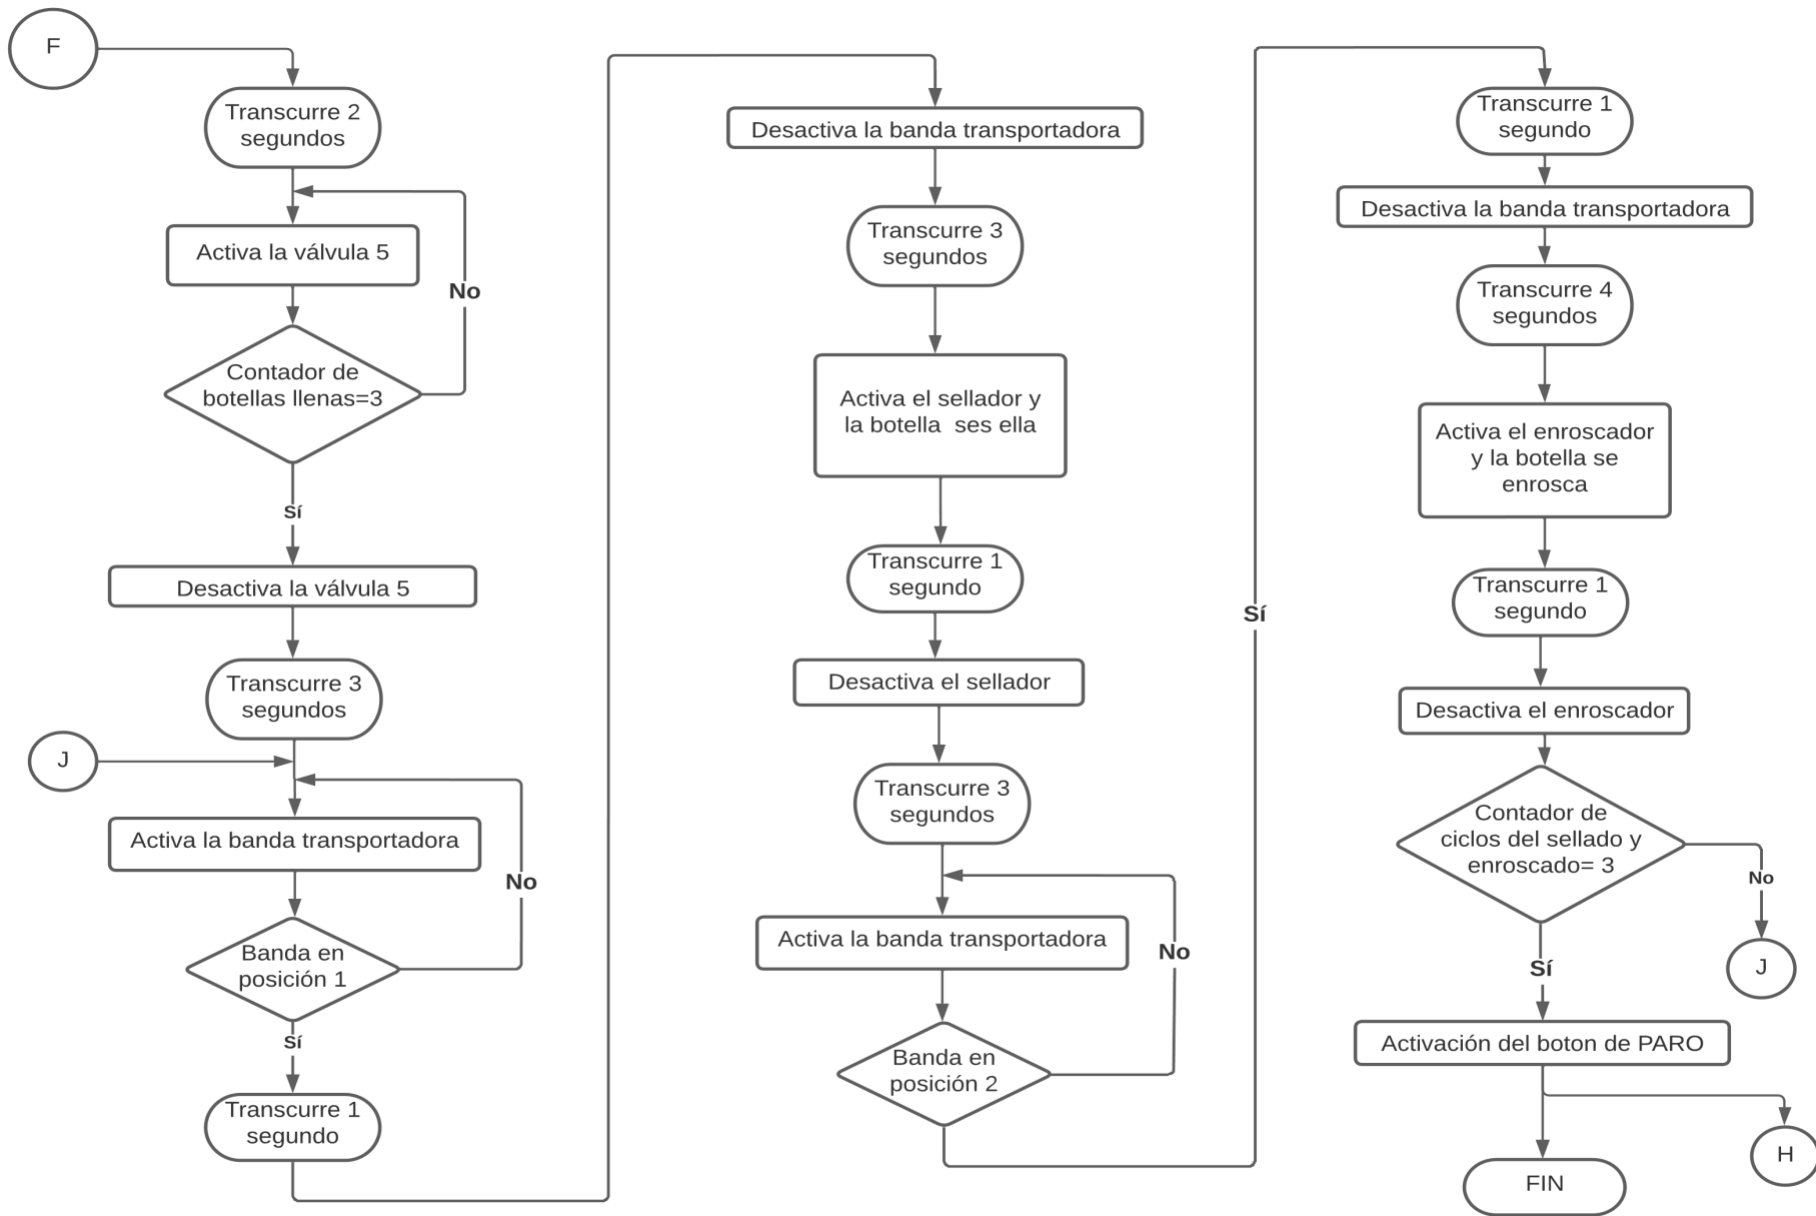 F
Transcurre 2
segundos
Activa la válvula 5
No
Contador de
botellas llenas=3
Sí
Desactiva la válvula 5
Transcurre 3
segundos
J
Activa la banda transportadora
No
Banda en
posición 1
Sí
Transcurre 1
segundo
Desactiva la banda transportadora
Transcurre 3
segundos
Activa el sellador y
la botella  ses ella
Transcurre 1
segundo
Desactiva el sellador
Transcurre 3
segundos
Activa la banda transportadora
No
Banda en
posición 2
Sí
Transcurre 1
segundo
Desactiva la banda transportadora
Transcurre 4
segundos
Activa el enroscador
y la botella se
enrosca
Transcurre 1
segundo
Desactiva el enroscador
Contador de
ciclos del sellado y
enroscado= 3
No
J
Sí
Activación del boton de PARO
H
FIN